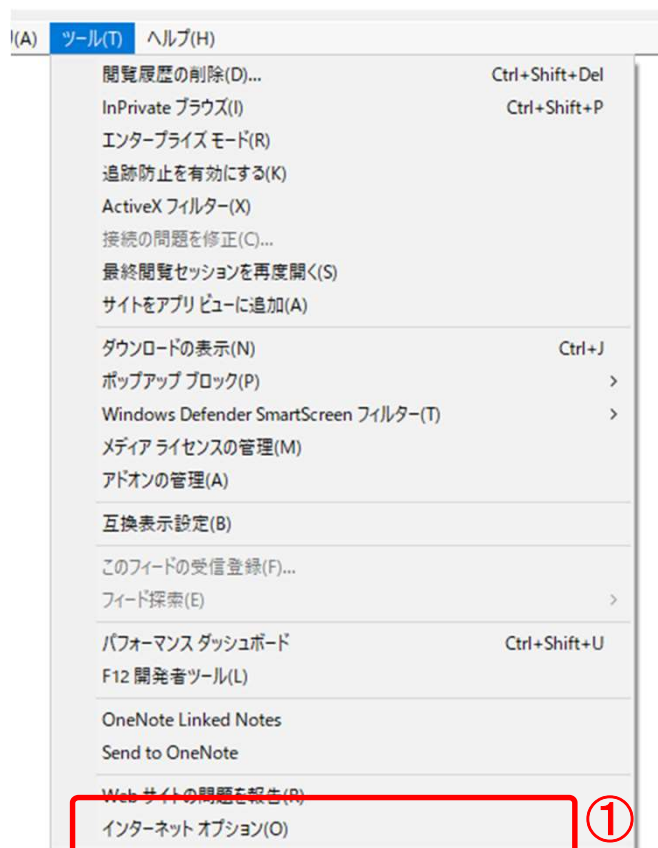 (A) ツール(T) ヘルプ(H)
閲覧履歴の削除(D)... Ctrl+Shift+Del
InPrivate ブラウズ(I) Ctrl+Shift+P
エンタープライズ モード(R)
追跡防止を有効にする(K)
ActiveX フィルター(X)
接続の問題を修正(C)...
最終閲覧セッションを再度開く(S)
サイトをアプリ ビューに追加(A)
ダウンロードの表示(N) Ctrl+J
ポップアップ ブロック(P) >
Windows Defender SmartScreen フィルター(T) >
メディア ライセンスの管理(M)
アドオンの管理(A)
互換表示設定(B)
このフィードの受信登録(F)...
フィード探索(E) >
パフォーマンス ダッシュボード Ctrl+Shift+U
F12 開発者ツール(L)
OneNote Linked Notes
Send to OneNote
Web サイトの問題を報告(R)
インターネット オプション(O) ①